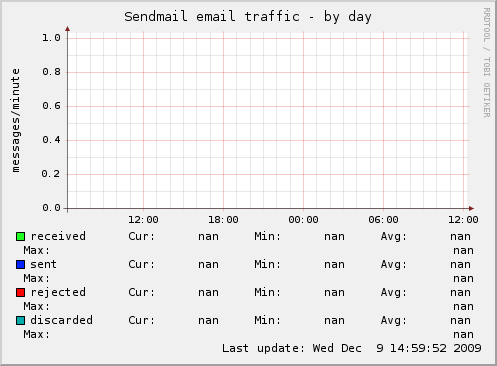 Sendmail email traffic - by day
RRDTOOL / TOBI OETIKER
messages/minute
1.0
0.8
0.6
0.4
0.2
0.0
12:00 18:00 00:00 06:00 12:00
received Cur: nan Min: nan Avg: nan
Max: nan
sent Cur: nan Min: nan Avg: nan
Max: nan
rejected Cur: nan Min: nan Avg: nan
Max: nan
discarded Cur: nan Min: nan Avg: nan
Max: nan
Last update: Wed Dec 9 14:59:52 2009